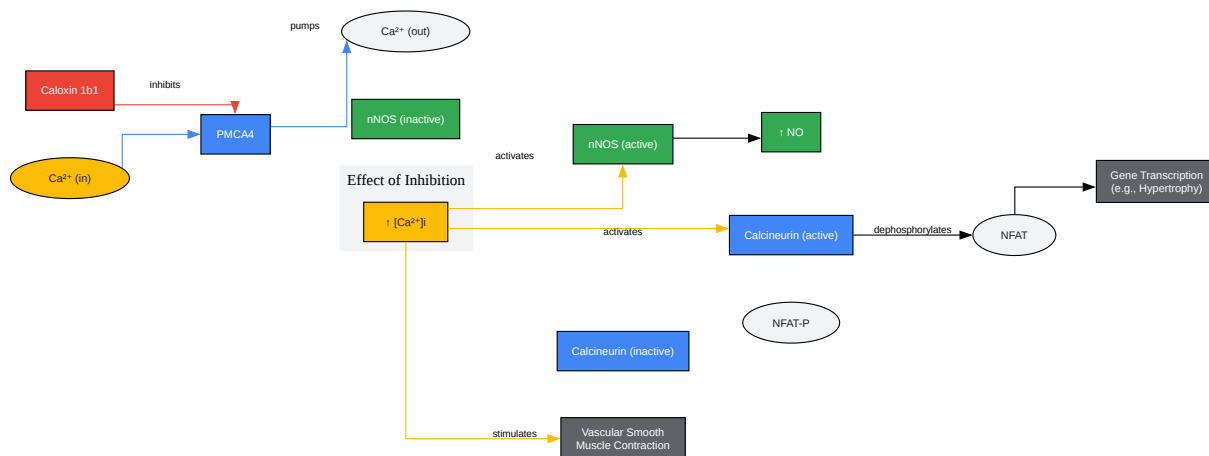 pumps
Ca²⁺ (out)
Caloxin 1b1
inhibits
PMCA4
nNOS (inactive)
Ca²⁺ (in)
Effect of Inhibition
↑ [Ca²⁺]i
activates
nNOS (active)
↑ NO
activates
Calcineurin (active)
dephosphorylates
NFAT
Gene Transcription
(e.g., Hypertrophy)
NFAT-P
Calcineurin (inactive)
stimulates
Vascular Smooth
Muscle Contraction